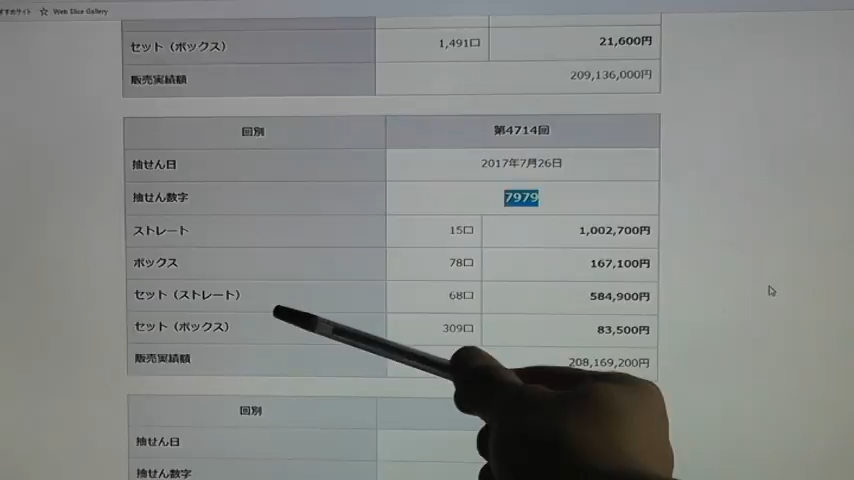 すすめサイト Web Slice Gallery
セット（ボックス） 1,491口 21,600円
販売実績額 209,136,000円
回別 第4714回
抽せん日 2017年7月26日
抽せん数字 7979
ストレート 15口 1,002,700円
ボックス 78口 167,100円
セット（ストレート） 68口 584,900円
セット（ボックス） 309口 83,500円
販売実績額 208,169,200円
回別
抽せん日
抽せん数字